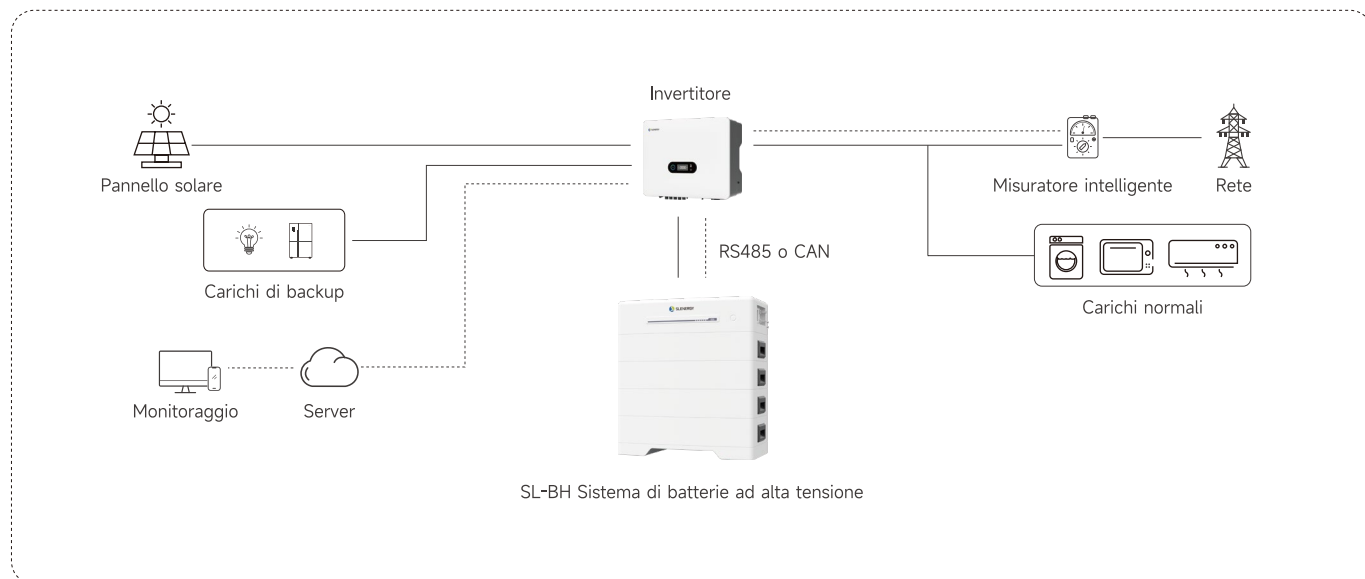 Invertitore
Pannello solare
Misuratore intelligente
Rete
RS485 o CAN
Carichi di backup
SLENERGY
Carichi normali
Monitoraggio
Server
SL-BH Sistema di batterie ad alta tensione